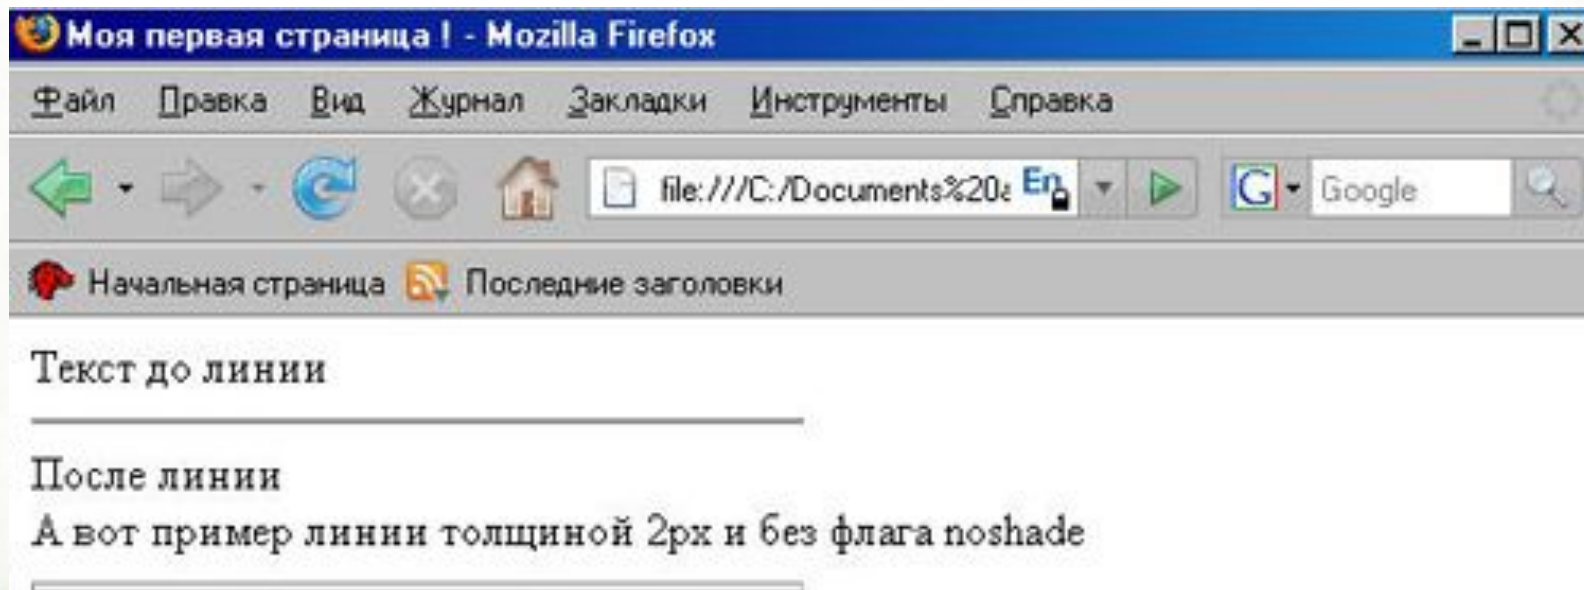 Моя первая страница ! - Mozilla Firefox
Файл Правка Вид Журнал Закладки Инструменты Справка
file:///C:/Documents%20a En G Google
Начальная страница Последние заголовки
Текст до линии
После линии
А вот пример линии толщиной 2px и без флага noshade